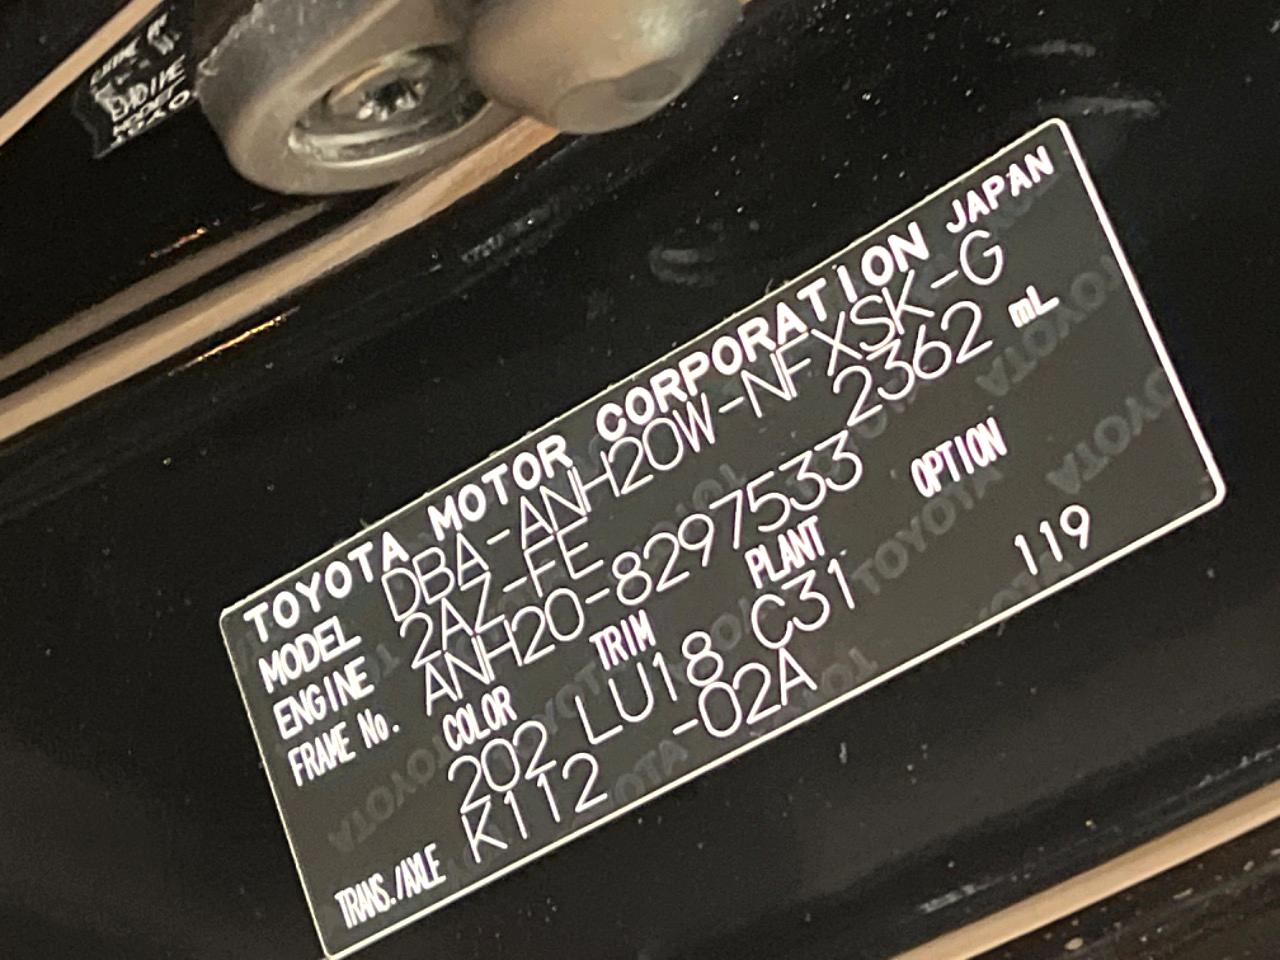 TOYOTA MOTOR CORPORATION JAPAN
MODEL DBA-ANH20W-NFXSK-G
ENGINE 2AZ-FE 2362 mL
FRAME No. ANH20-8297533
COLOR TRIM PLANT OPTION
202 LU18 C31 119
TRANS./AXLE K112 -02A